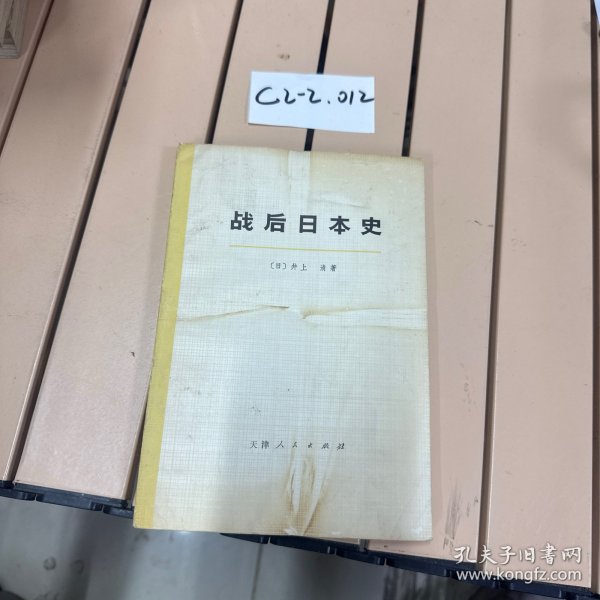 C2-2.012
战后日本史
〔日〕井上 清著
天津人民出版社
孔夫子旧书网
www.kongfz.com